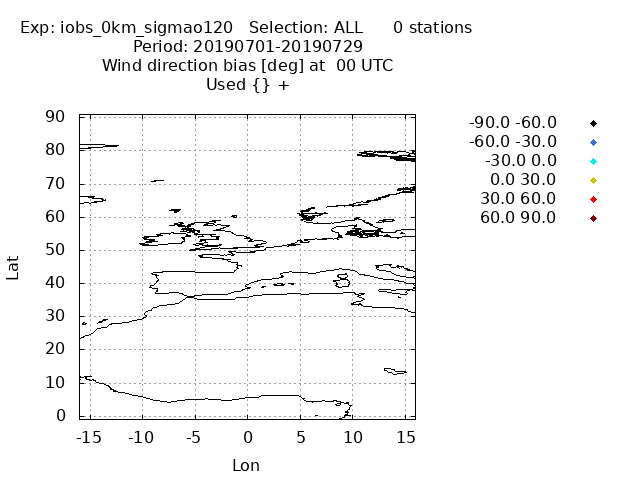 Exp: iobs_0km_sigmao120   Selection: ALL      0 stations
Period: 20190701-20190729
Wind direction bias [deg] at  00 UTC
Used {} +
90
80
70
60
50
40
30
20
10
0
Lat
-15 -10 -5 0 5 10 15
Lon
-90.0 -60.0
-60.0 -30.0
-30.0 0.0
0.0 30.0
30.0 60.0
60.0 90.0